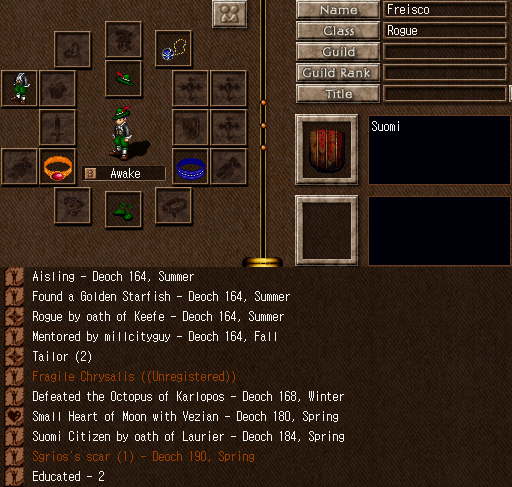 Name Freisco
Class Rogue
Guild
Guild Rank
Title
Suomi
Awake
Aisling - Deoch 164, Summer
Found a Golden Starfish - Deoch 164, Summer
Rogue by oath of Keefe - Deoch 164, Summer
Mentored by millcityguy - Deoch 164, Fall
Tailor (2)
Fragile Chrysalis ((Unregistered))
Defeated the Octopus of Karlopos - Deoch 168, Winter
Small Heart of Moon with Vezian - Deoch 180, Spring
Suomi Citizen by oath of Laurier - Deoch 184, Spring
Sgrios's scar (1) - Deoch 190, Spring
Educated - 2